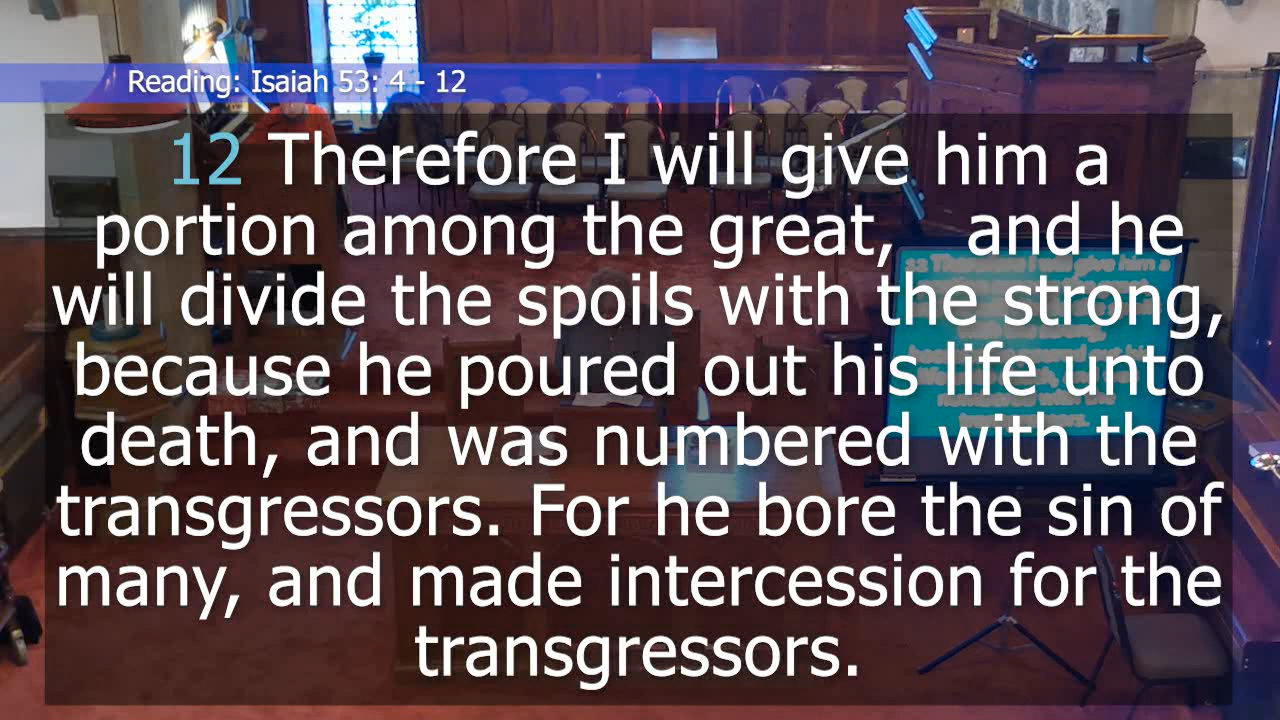 Reading: Isaiah 53: 4 - 12
12 Therefore I will give him a
portion among the great, and he
will divide the spoils with the strong,
because he poured out his life unto
death, and was numbered with the
transgressors. For he bore the sin of
many, and made intercession for the
transgressors.